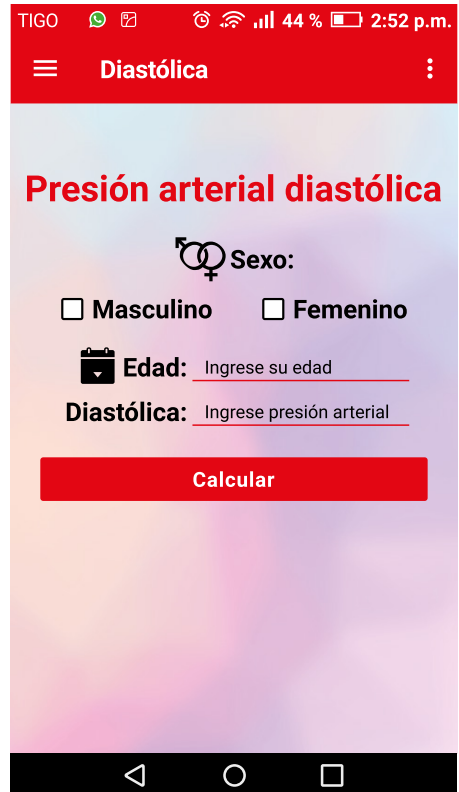 TIGO 44 % 2:52 p.m.
Diastólica
Presión arterial diastólica
Sexo:
Masculino Femenino
Edad: Ingrese su edad
Diastólica: Ingrese presión arterial
Calcular